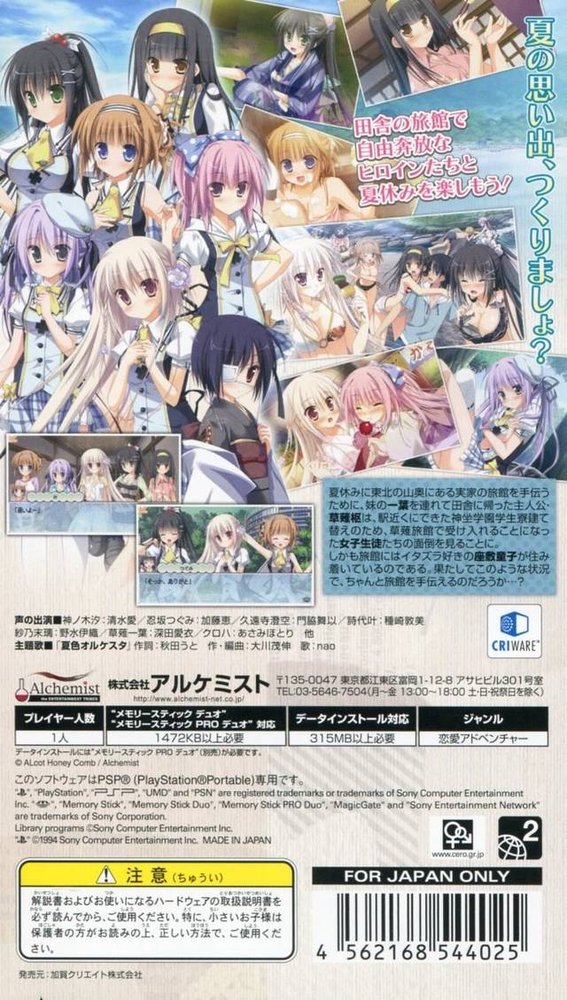 夏の思い出、つくりましょ?
田舎の旅館で
自由奔放な
ヒロインたちと
夏休みを楽しもう!
夏休みに東北の山奥にある実家の旅館を手伝う
ために、妹の一葉を連れて田舎に帰った主人公・
草薙枢は、駅近くにできた神坐学園学生寮建て
替えのため、草薙旅館で受け入れることになっ
た女子生徒たちの面倒を見ることに。
しかも旅館にはイタズラ好きの座敷童子が住み
着いているのである。果たしてこのような状況
で、ちゃんと旅館を手伝えるのだろうか…?
声の出演■神ノ木汐:清水愛/忍坂つぐみ:加藤恵/久遠寺澄空:門脇舞以/詩代叶:種崎敦美
紗乃末璃:野水伊織/草薙一葉:深田愛衣/クロハ:あさみほとり 他
主題歌■「夏色オルケスタ」 作詞:秋田うと 作・編曲:大川茂伸 歌:nao
CRIWARE™
Alchemist
the ENTERTAINMENT TRIBES
株式会社アルケミスト
http://www.alchemist-net.co.jp/
〒135-0047 東京都江東区富岡1-12-8 アサヒビル301号室
TEL.03-5646-7504(月~金 13:00~18:00 土・日・祝祭日を除く)
プレイヤー人数
"メモリースティック デュオ"
"メモリースティック PRO デュオ" 対応
データインストール対応
ジャンル
1人
1472KB以上必要
315MB以上必要
恋愛アドベンチャー
データインストールには"メモリースティック PRO デュオ"(別売)が必要です。
© ALcot Honey Comb / Alchemist
このソフトウェアはPSP® (PlayStation®Portable)専用です。
" ", "PlayStation", "PSP", "UMD" and "PSN" are registered trademarks or trademarks of Sony Computer Entertainment
Inc. " ", "Memory Stick", "Memory Stick Duo", "Memory Stick PRO Duo", "MagicGate" and "Sony Entertainment Network"
are trademarks of Sony Corporation.
Library programs ©Sony Computer Entertainment Inc.
" " ©1994 Sony Computer Entertainment Inc. MADE IN JAPAN
www.cero.gr.jp
2
注意(ちゅうい)
解説書およびお使いになるハードウェアの取扱説明書を
必ず読んでから、ご使用ください。特に、小さいお子様は
保護者の方がお読みの上、正しい方法で、ご使用くだ
さい。
FOR JAPAN ONLY
4 562168 544025
発売元:加賀クリエイト株式会社